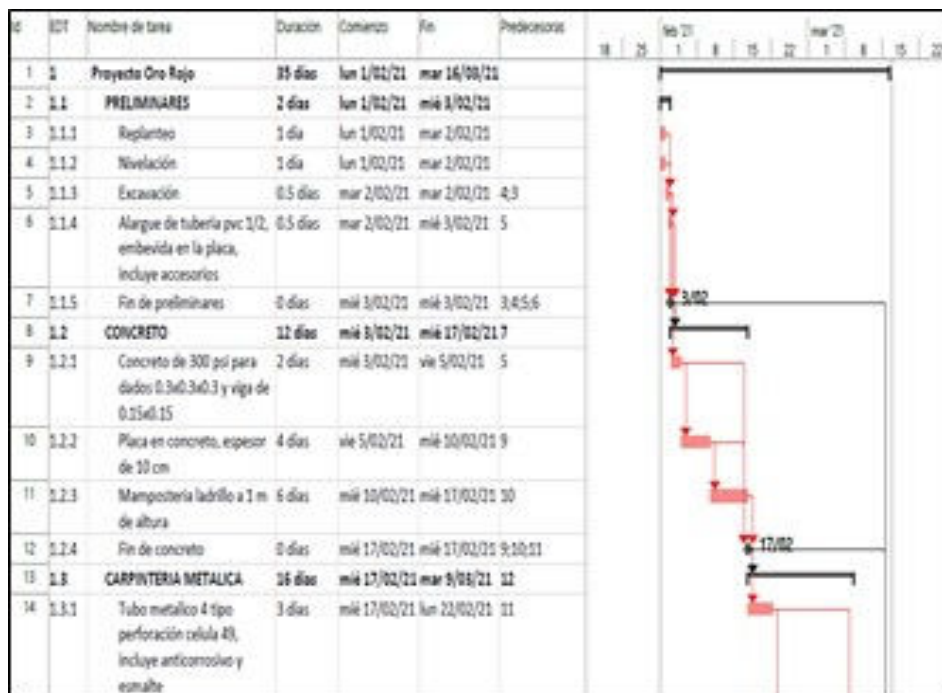 Id EDT Nombre de tarea Duración Comienzo Fin Predecesoras
feb '21 mar '21
18 25 1 8 15 22 1 8 15 22
1 1 Proyecto Oro Rojo 35 días lun 1/02/21 mar 16/03/21
2 1.1 PRELIMINARES 2 días lun 1/02/21 mié 3/02/21
3 1.1.1 Replanteo 1 día lun 1/02/21 mar 2/02/21
4 1.1.2 Nivelación 1 día lun 1/02/21 mar 2/02/21
5 1.1.3 Excavación 0.5 días mar 2/02/21 mar 2/02/21 4;3
6 1.1.4 Alargue de tubería pvc 1/2, 0.5 días mar 2/02/21 mié 3/02/21 5
embevida en la placa,
incluye accesorios
7 1.1.5 Fin de preliminares 0 días mié 3/02/21 mié 3/02/21 3;4;5;6 3/02
8 1.2 CONCRETO 12 días mié 3/02/21 mié 17/02/21 7
9 1.2.1 Concreto de 300 psi para 2 días mié 3/02/21 vie 5/02/21 5
dados 0.3x0.3x0.3 y viga de
0.15x0.15
10 1.2.2 Placa en concreto, espesor 4 días vie 5/02/21 mié 10/02/21 9
de 10 cm
11 1.2.3 Mampostería ladrillo a 1 m 6 días mié 10/02/21 mié 17/02/21 10
de altura
12 1.2.4 Fin de concreto 0 días mié 17/02/21 mié 17/02/21 9;10;11 17/02
13 1.3 CARPINTERIA METALICA 16 días mié 17/02/21 mar 9/03/21 12
14 1.3.1 Tubo metalico 4 tipo 3 días mié 17/02/21 lun 22/02/21 11
perforación celula 49,
incluye anticorrosivo y
esmalte